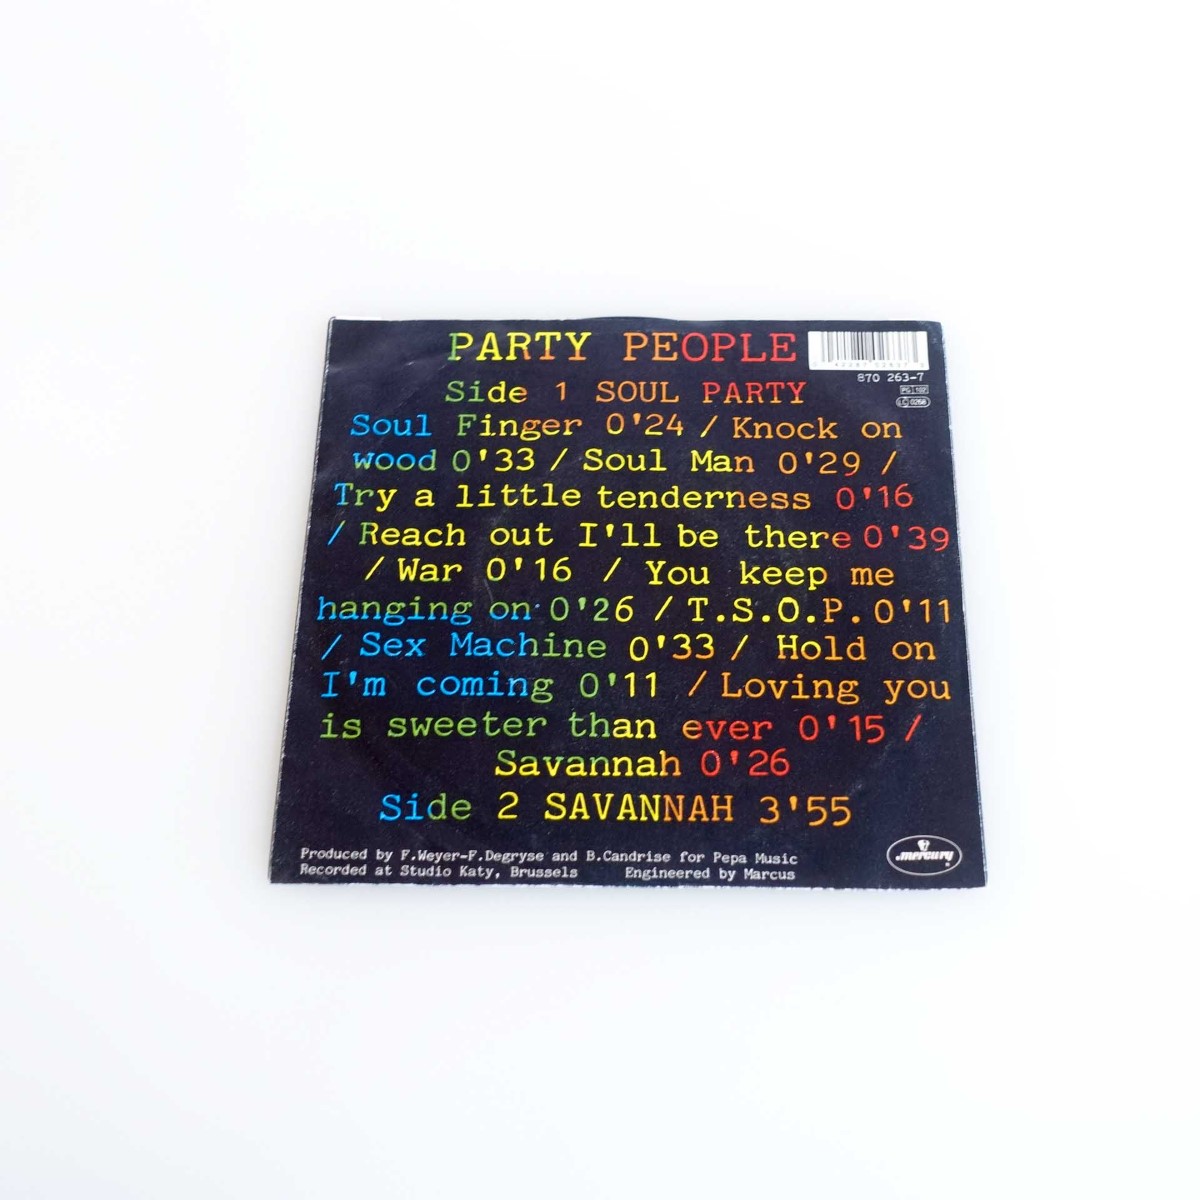 PARTY PEOPLE
870 263-7
Side 1 SOUL PARTY
LC 0268
Soul Finger 0'24 / Knock on
wood 0'33 / Soul Man 0'29 /
Try a little tenderness 0'16
/ Reach out I'll be there 0'39
/ War 0'16 / You keep me
hanging on 0'26 / T.S.O.P. 0'11
/ Sex Machine 0'33 / Hold on
I'm coming 0'11 / Loving you
is sweeter than ever 0'15 /
Savannah 0'26
Side 2 SAVANNAH 3'55
Produced by F.Weyer-F.Degryse and B.Candrise for Pepa Music
Recorded at Studio Katy, Brussels Engineered by Marcus
mercury